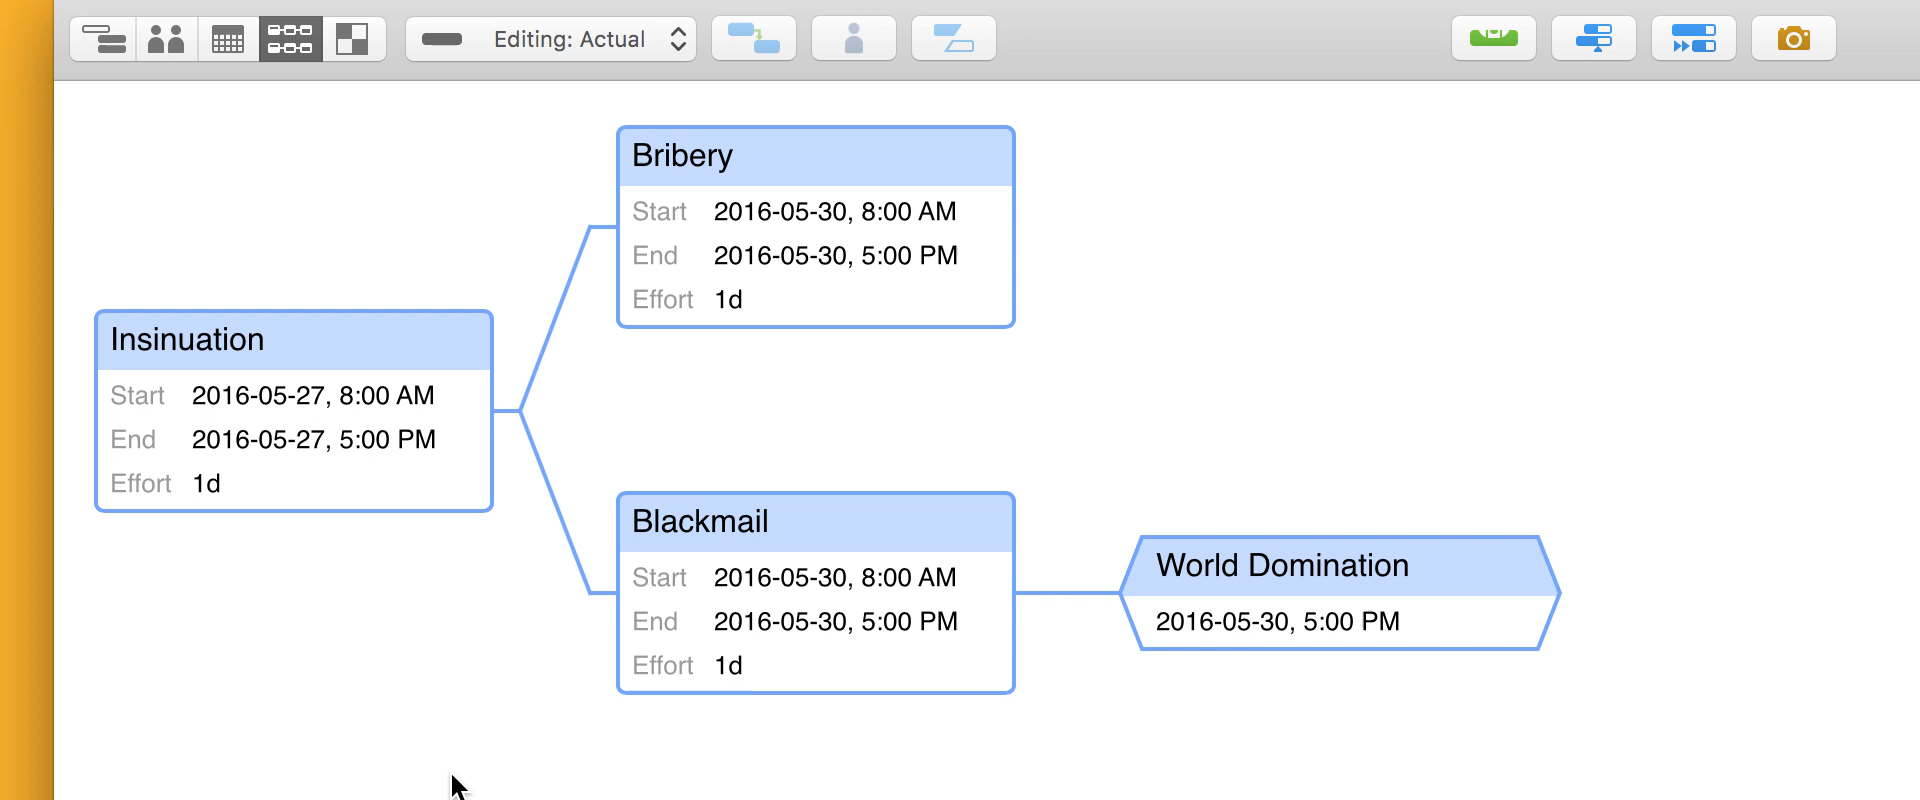 Editing: Actual
Bribery
Start 2016-05-30, 8:00 AM
End 2016-05-30, 5:00 PM
Effort 1d
Insinuation
Start 2016-05-27, 8:00 AM
End 2016-05-27, 5:00 PM
Effort 1d
Blackmail
Start 2016-05-30, 8:00 AM
End 2016-05-30, 5:00 PM
Effort 1d
World Domination
2016-05-30, 5:00 PM